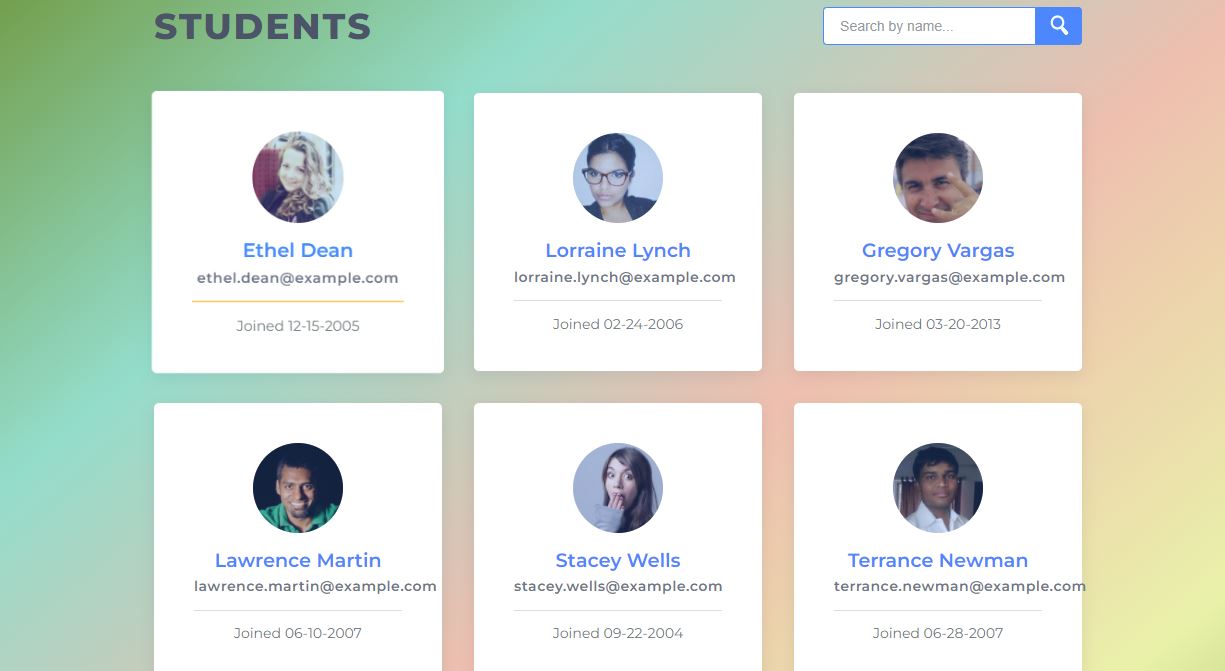 STUDENTS
Search by name...
Ethel Dean
ethel.dean@example.com
Joined 12-15-2005
Lorraine Lynch
lorraine.lynch@example.com
Joined 02-24-2006
Gregory Vargas
gregory.vargas@example.com
Joined 03-20-2013
Lawrence Martin
lawrence.martin@example.com
Joined 06-10-2007
Stacey Wells
stacey.wells@example.com
Joined 09-22-2004
Terrance Newman
terrance.newman@example.com
Joined 06-28-2007